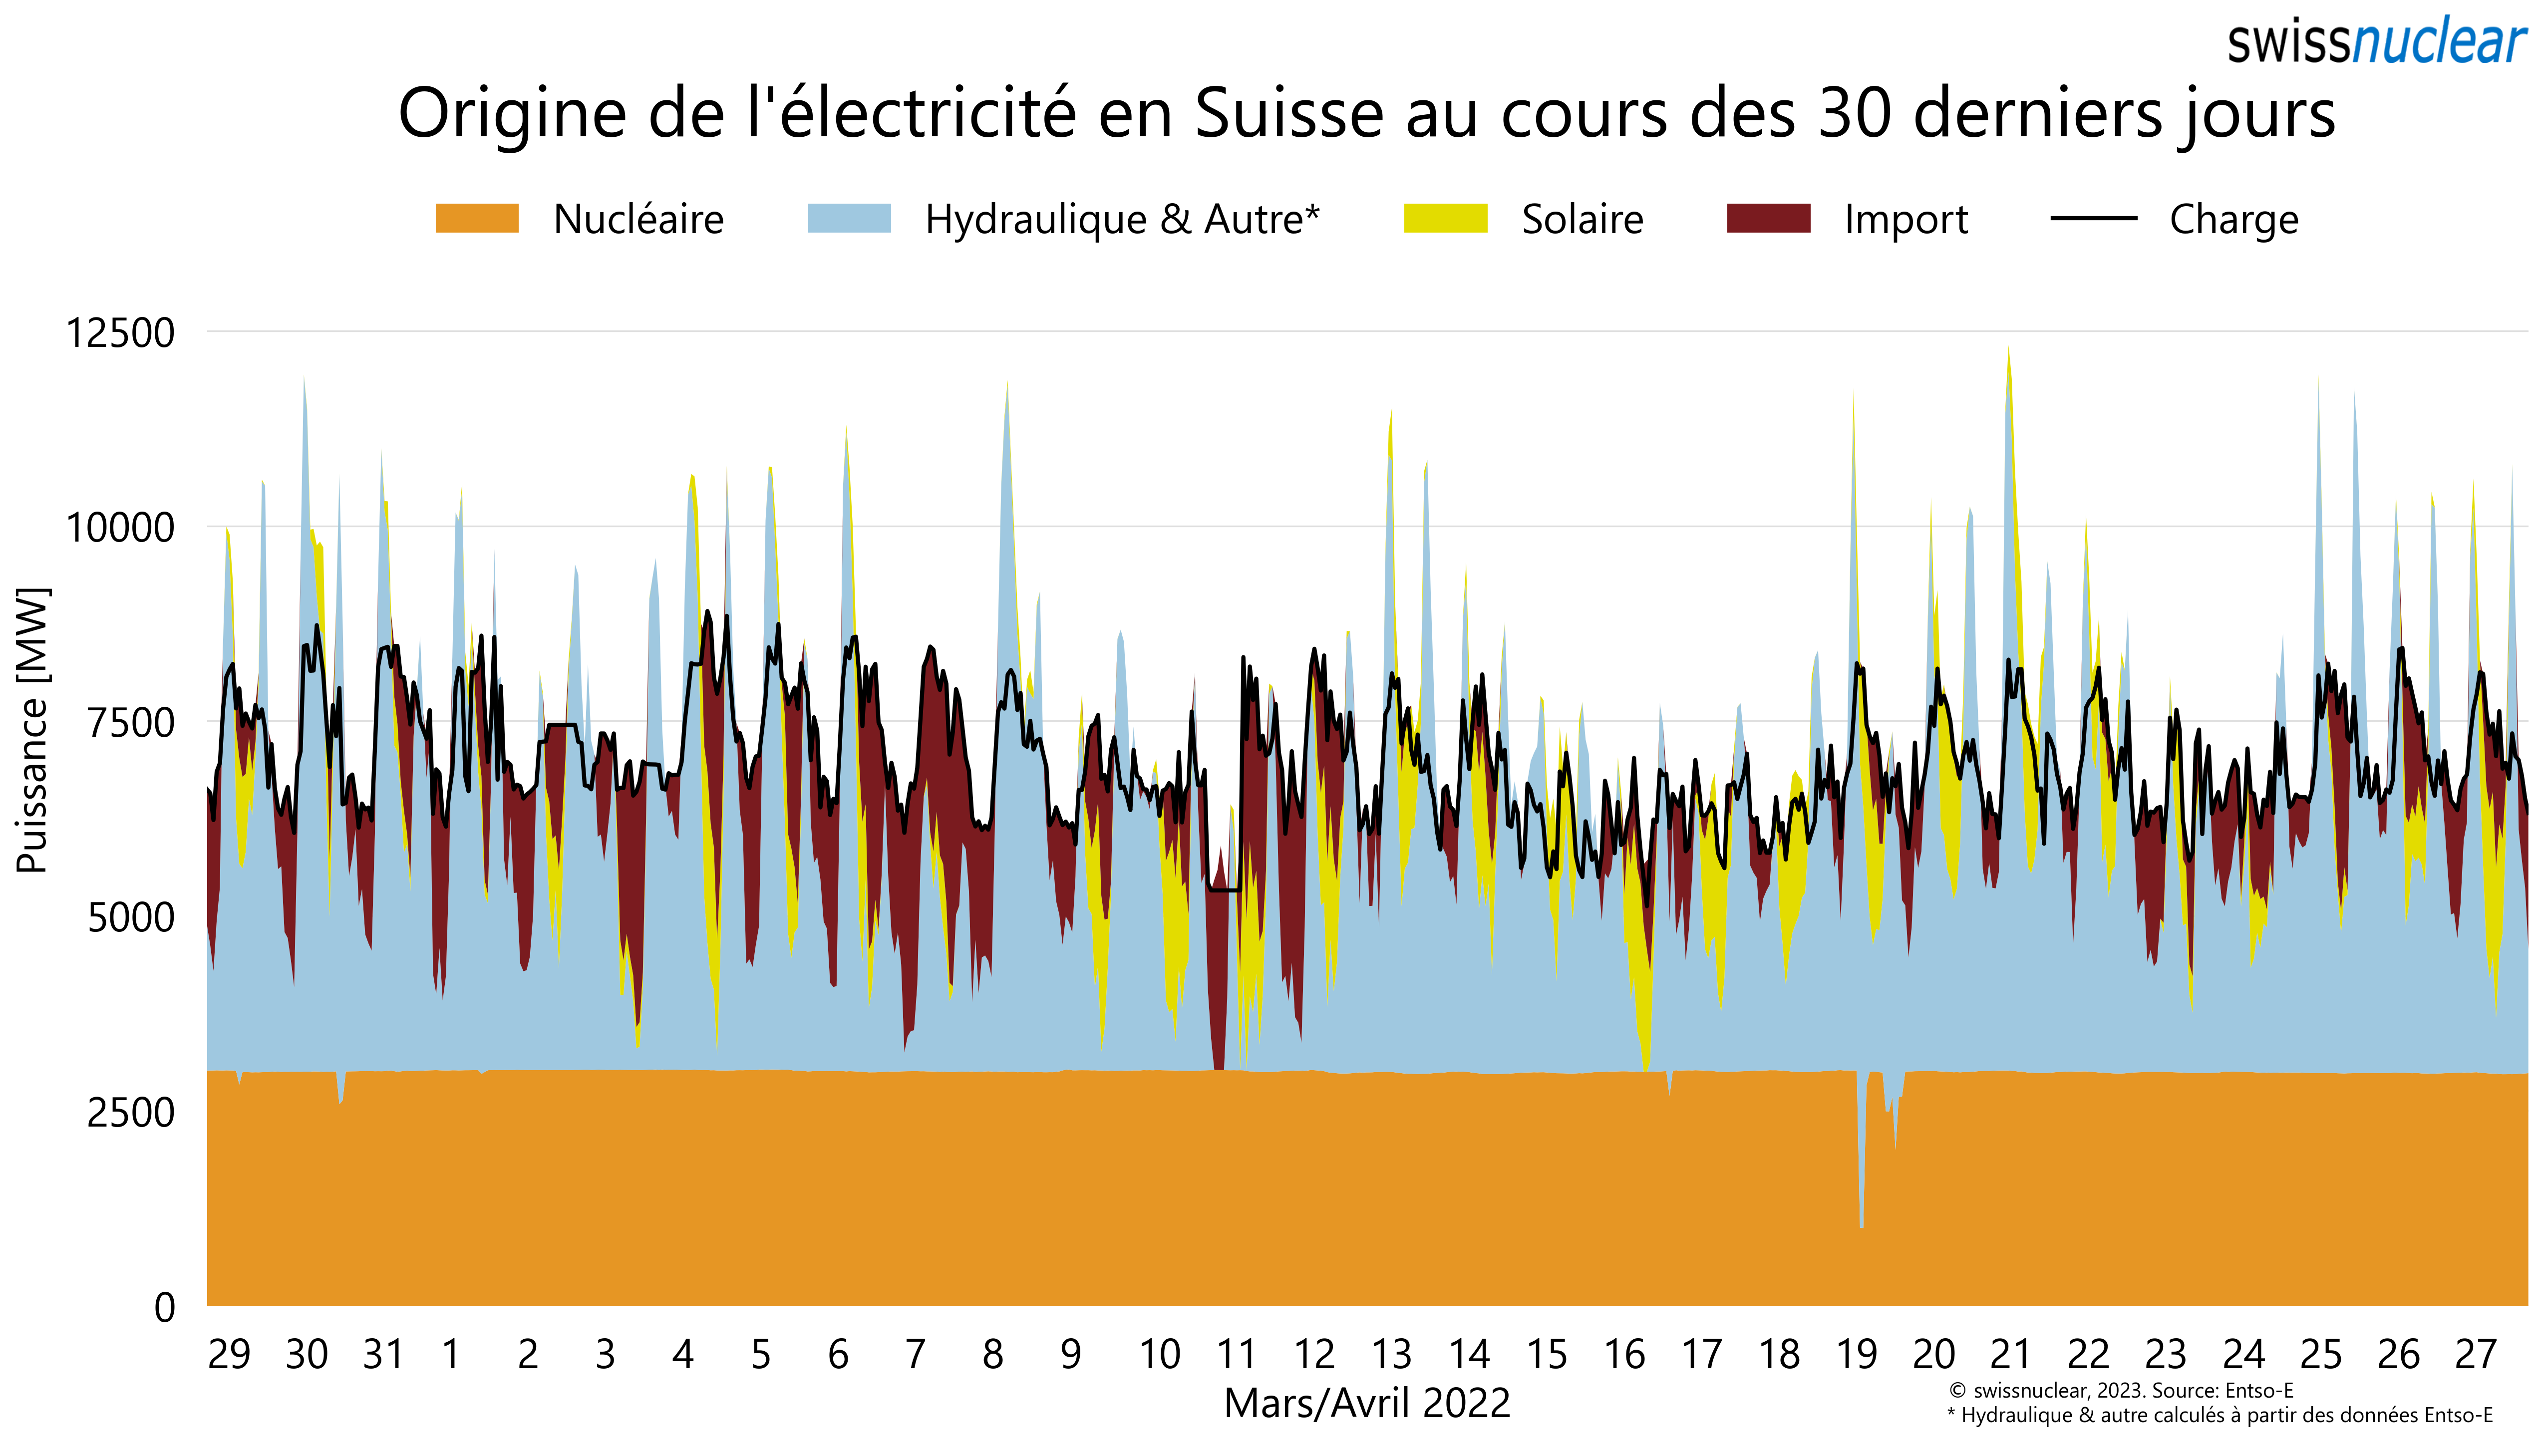 swissnuclear
Origine de l'électricité en Suisse au cours des 30 derniers jours
Nucléaire Hydraulique & Autre* Solaire Import Charge
12500
10000
7500
5000
2500
0
Puissance [MW]
29 30 31 1 2 3 4 5 6 7 8 9 10 11 12 13 14 15 16 17 18 19 20 21 22 23 24 25 26 27
Mars/Avril 2022
© swissnuclear, 2023. Source: Entso-E
* Hydraulique & autre calculés à partir des données Entso-E